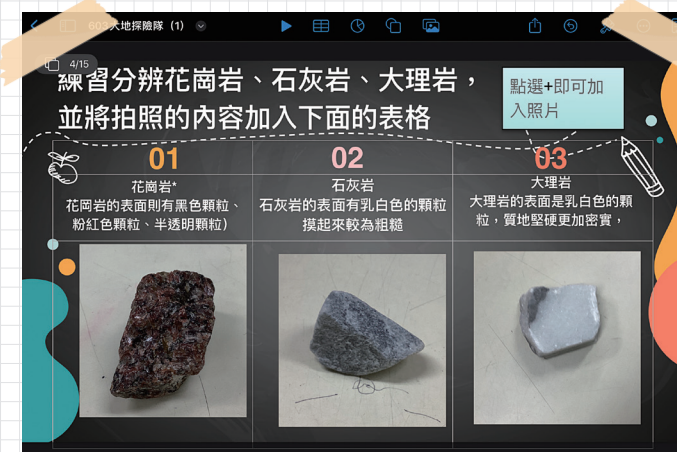 603大地探險隊 (1)
4/15
練習分辨花崗岩、石灰岩、大理岩，
並將拍照的內容加入下面的表格
點選+即可加
入照片
01
花崗岩*
花岡岩的表面則有黑色顆粒、
粉紅色顆粒、半透明顆粒）
02
石灰岩
石灰岩的表面有乳白色的顆粒
摸起來較為粗糙
03
大理岩
大理岩的表面是乳白色的顆
粒，質地堅硬更加密實，